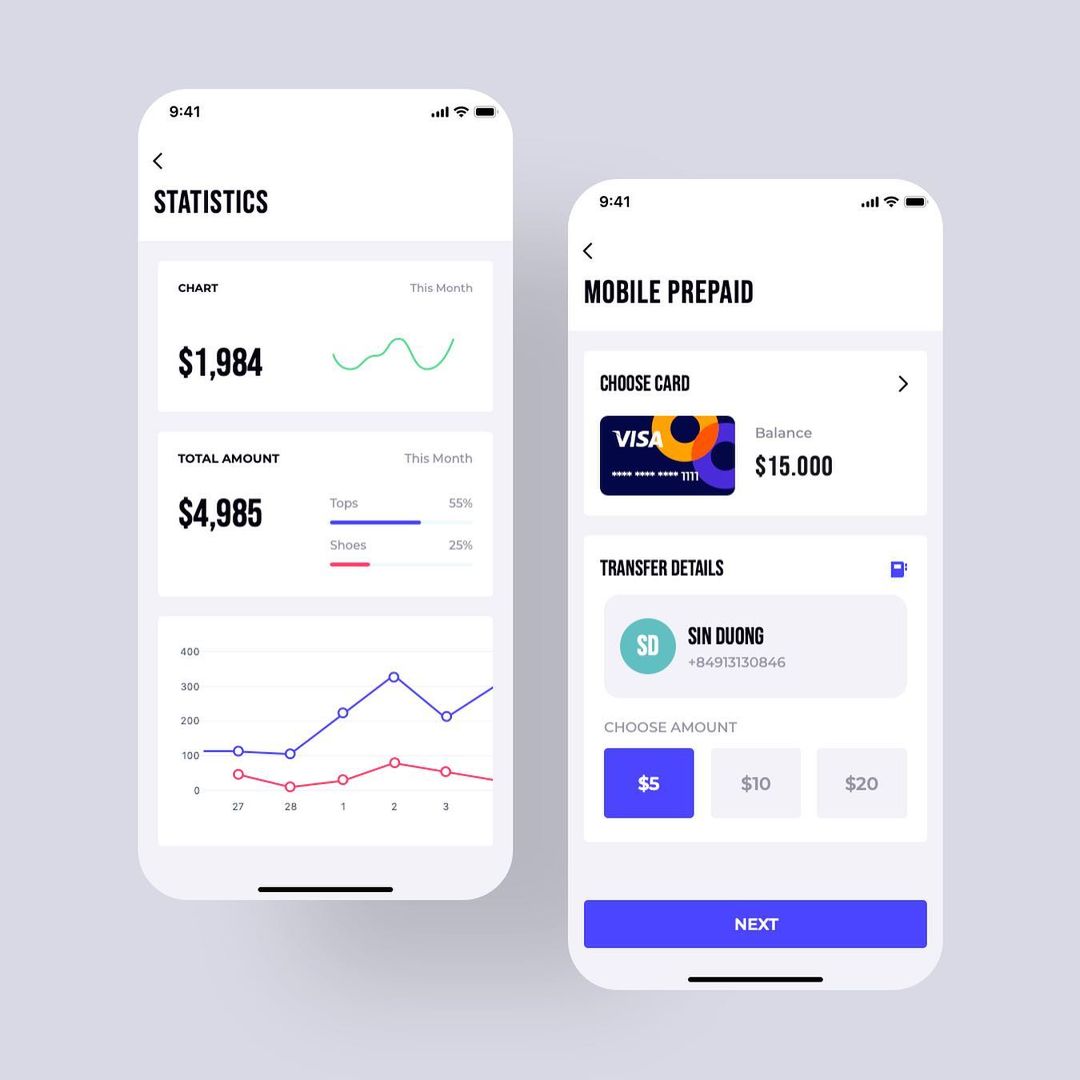 9:41
STATISTICS
CHART
This Month
$1,984
TOTAL AMOUNT
This Month
$4,985
Tops
55%
Shoes
25%
400
300
200
100
0
27 28 1 2 3
9:41
MOBILE PREPAID
CHOOSE CARD
VISA
**** **** **** 1111
Balance
$15.000
TRANSFER DETAILS
SD
SIN DUONG
+84913130846
CHOOSE AMOUNT
$5 $10 $20
NEXT